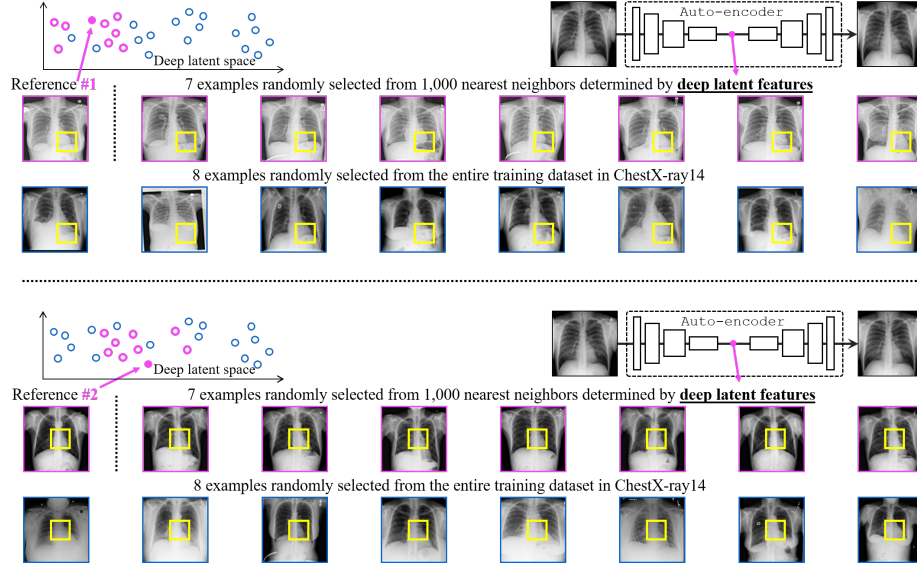 Auto-encoder
Deep latent space
Reference #1
7 examples randomly selected from 1,000 nearest neighbors determined by deep latent features
8 examples randomly selected from the entire training dataset in ChestX-ray14
Auto-encoder
Deep latent space
Reference #2
7 examples randomly selected from 1,000 nearest neighbors determined by deep latent features
8 examples randomly selected from the entire training dataset in ChestX-ray14